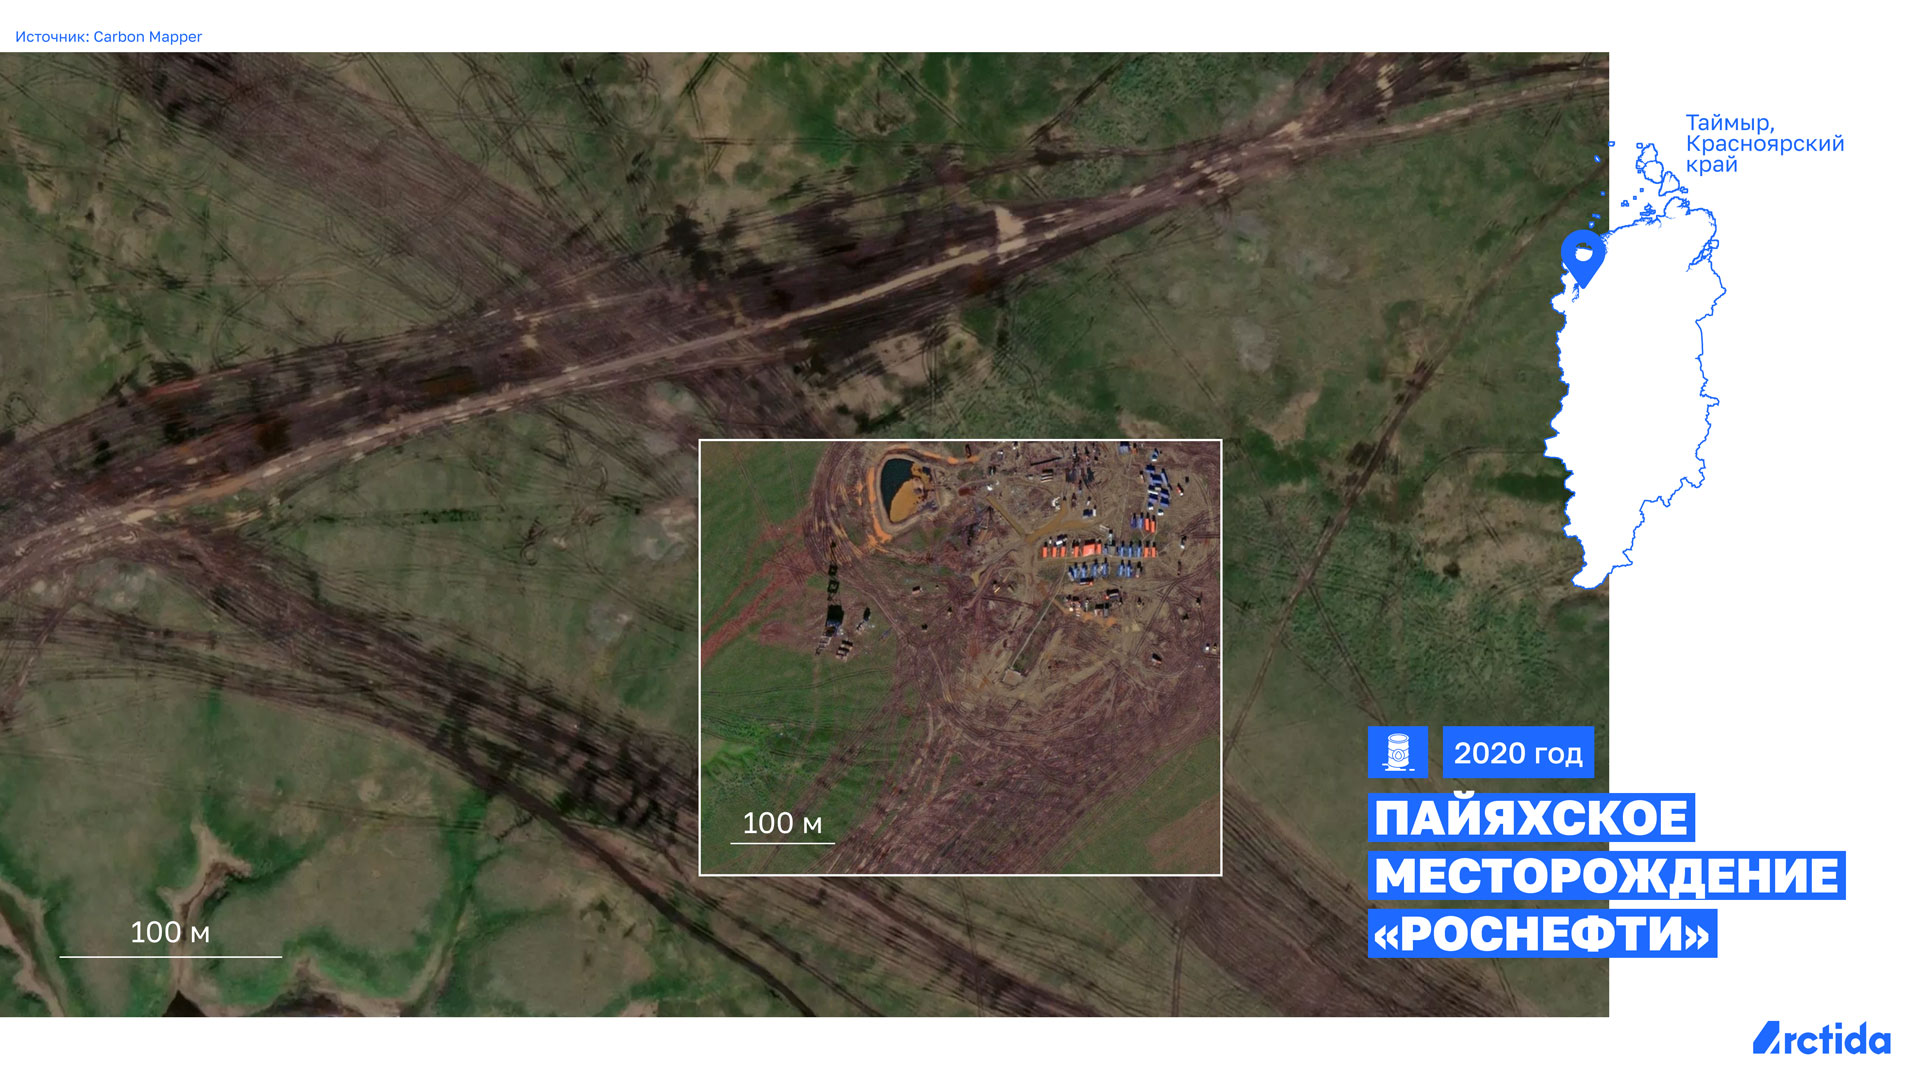 Источник: Carbon Mapper
Таймыр,
Красноярский
край
100 м
100 м
2020 год
ПАЙЯХСКОЕ
МЕСТОРОЖДЕНИЕ
«РОСНЕФТИ»
Arctida